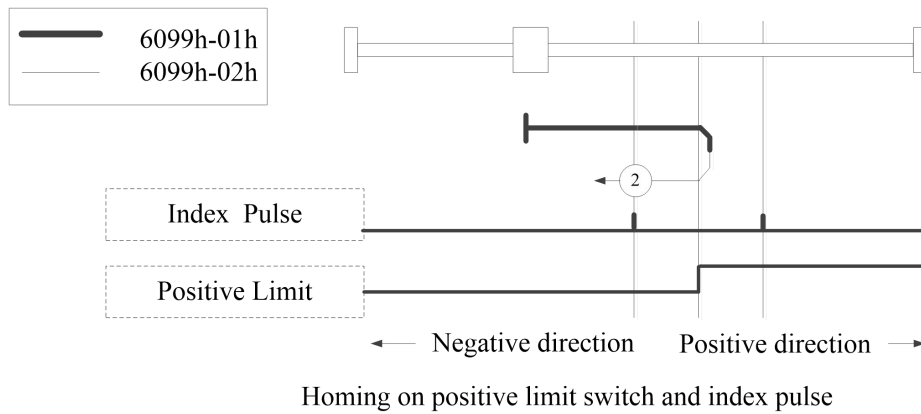 6099h-01h
6099h-02h
2
Index Pulse
Positive Limit
Negative direction Positive direction
Homing on positive limit switch and index pulse